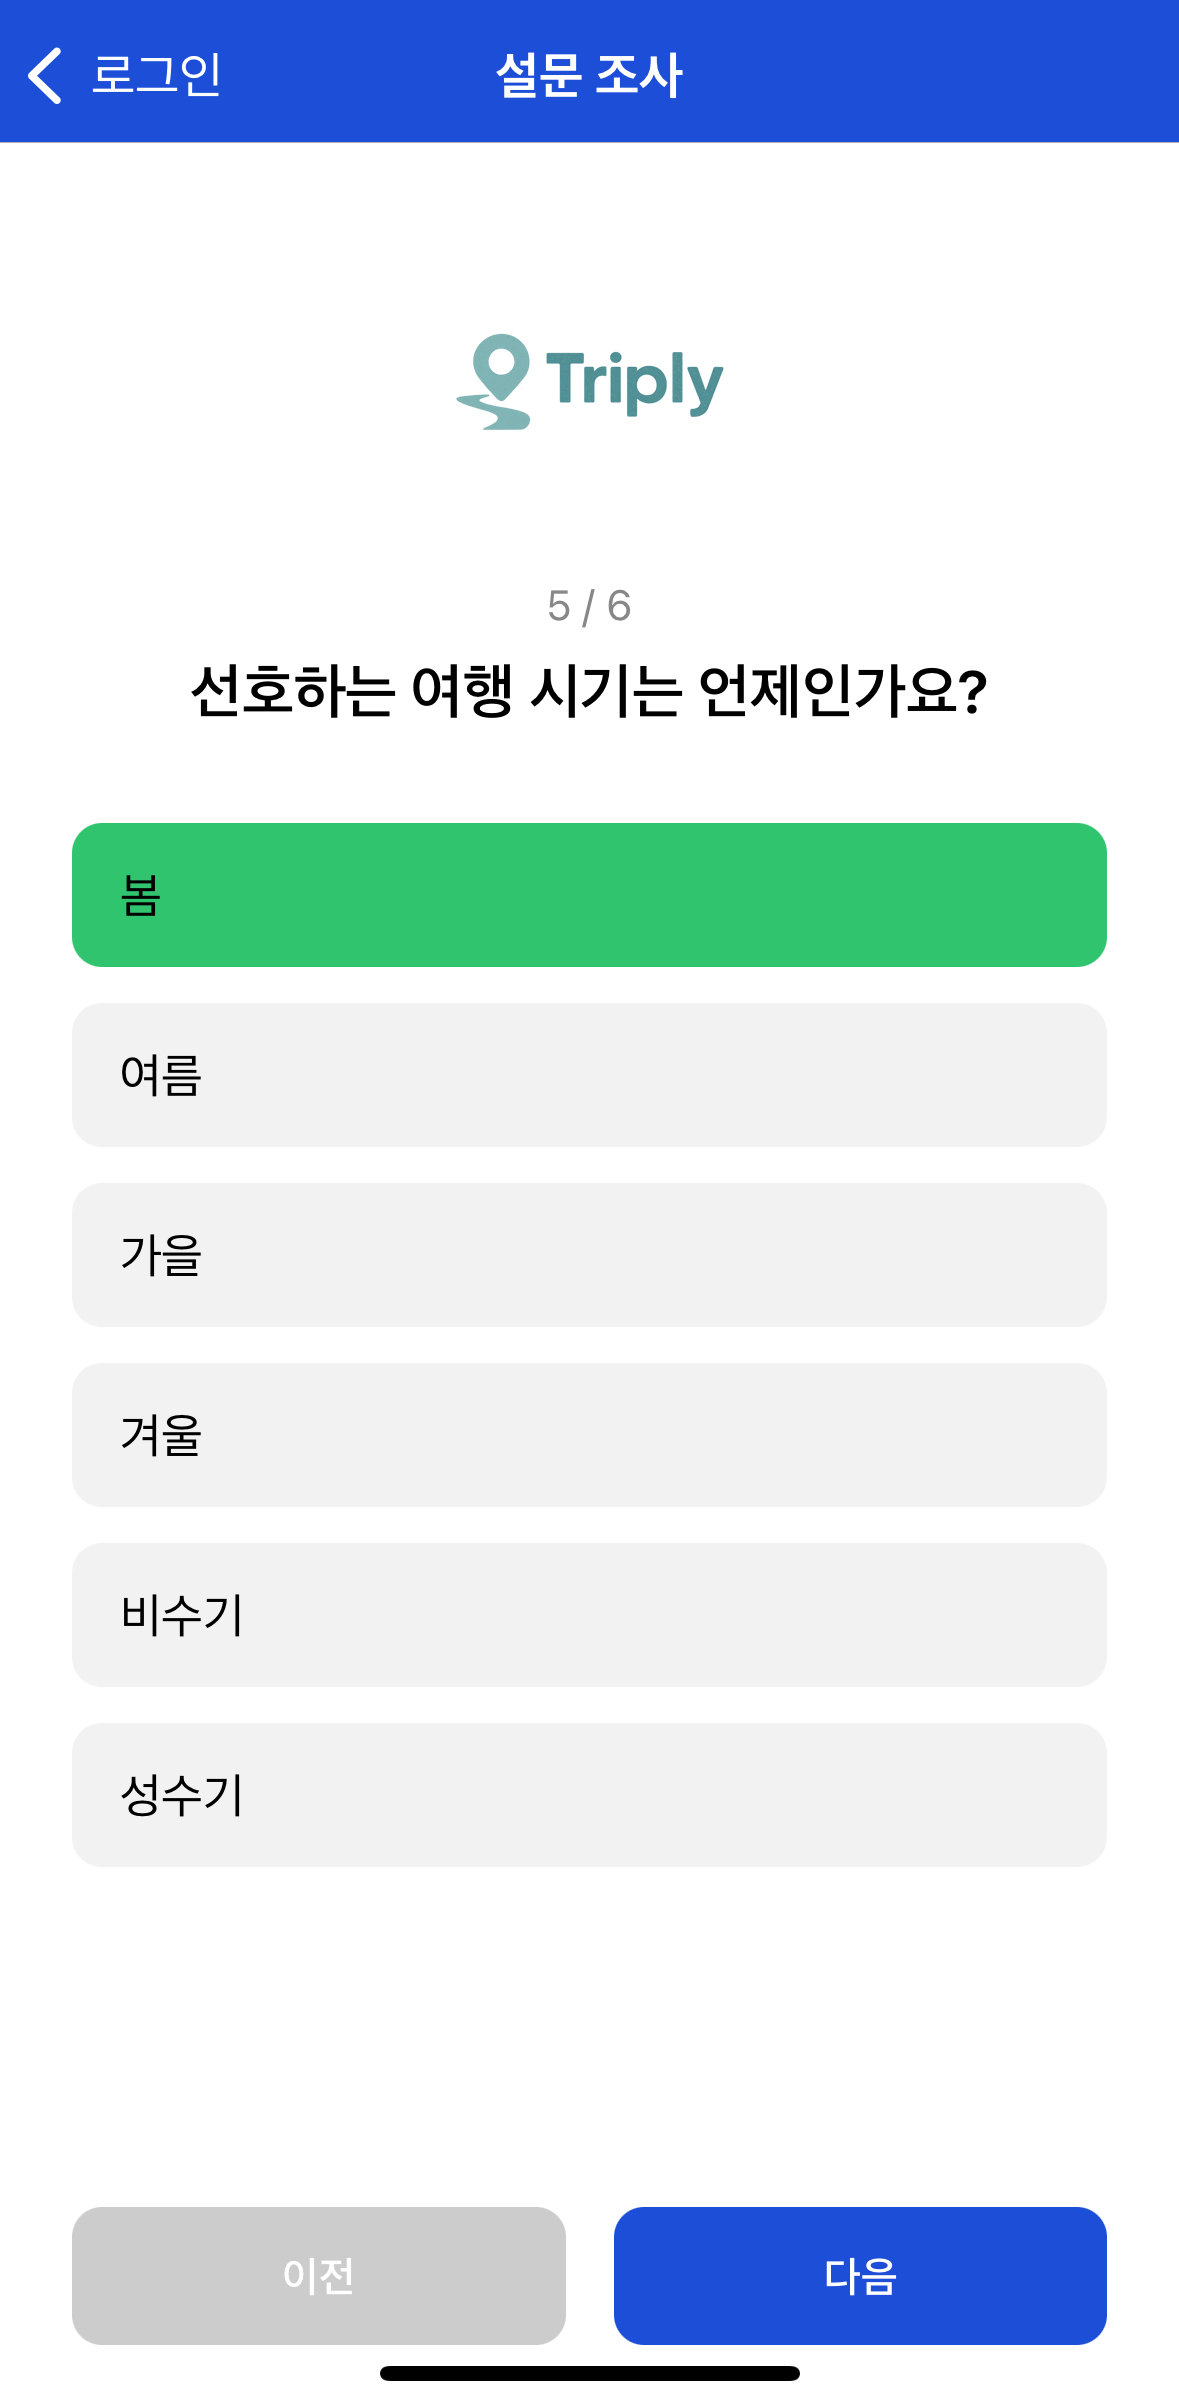 로그인
설문 조사
Triply
5 / 6
선호하는 여행 시기는 언제인가요?
봄
여름
가을
겨울
비수기
성수기
이전
다음